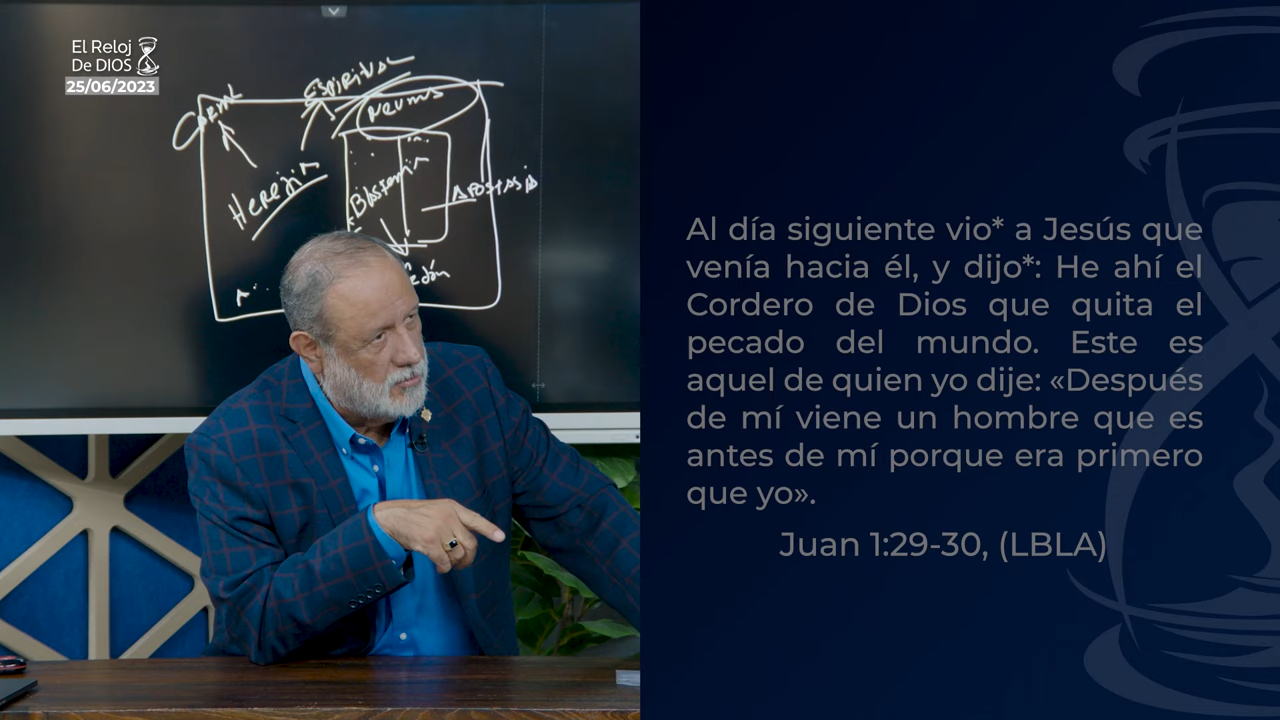 El Reloj
De DIOS
25/06/2023
ESPIRITUAL
Herejía
Blasfemia
APOSTASIA
Al día siguiente vio* a Jesús que
venía hacia él, y dijo*: He ahí el
Cordero de Dios que quita el
pecado del mundo. Este es
aquel de quien yo dije: «Después
de mí viene un hombre que es
antes de mí porque era primero
que yo».
Juan 1:29-30, (LBLA)